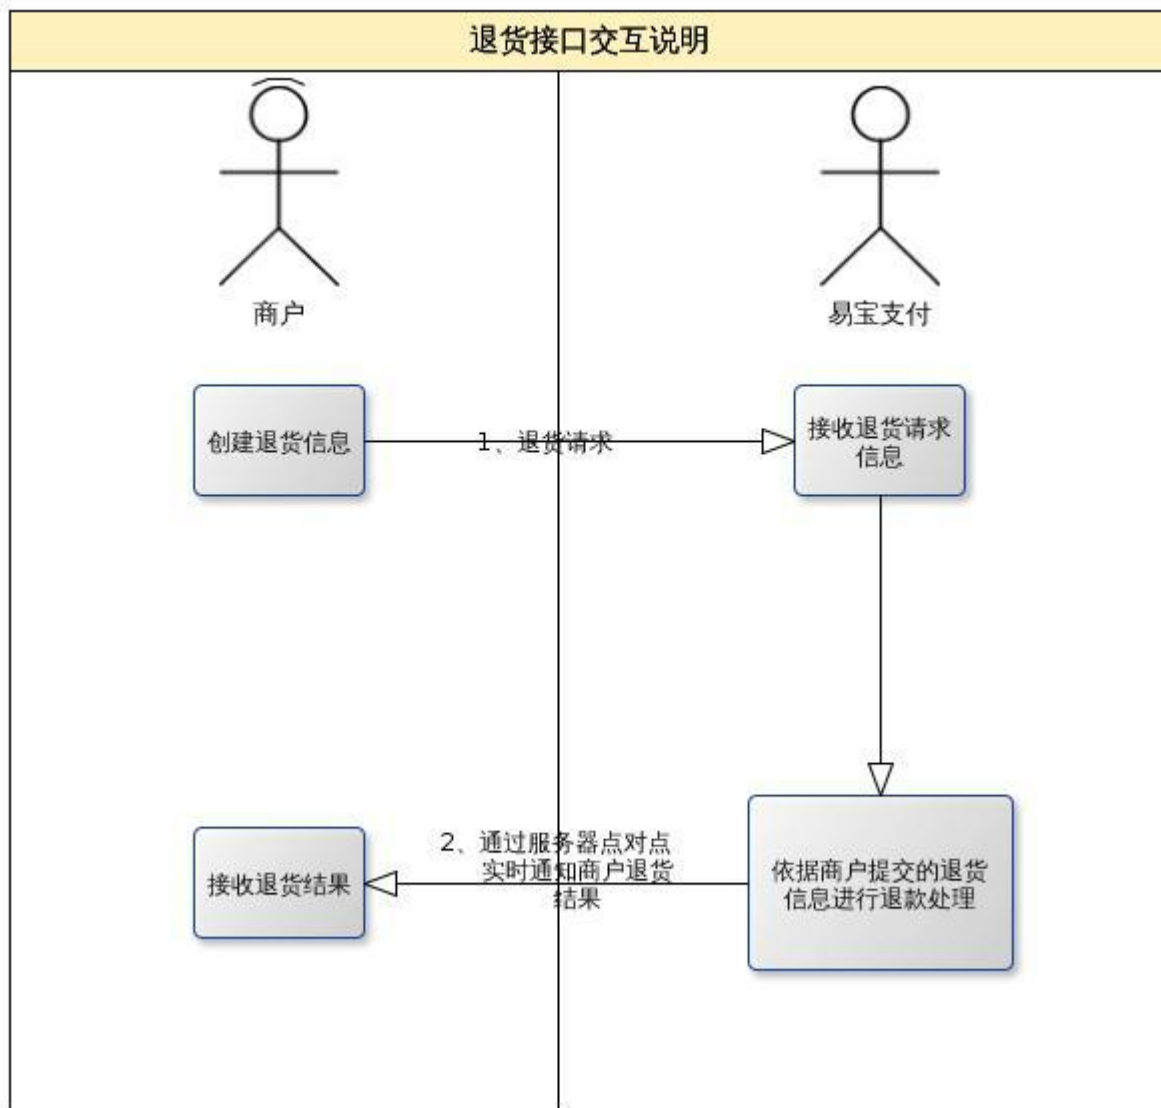 退货接口交互说明
商户
易宝支付
创建退货信息
1、退货请求
接收退货请求
信息
接收退货结果
2、通过服务器点对点
实时通知商户退货
结果
依据商户提交的退货
信息进行退款处理